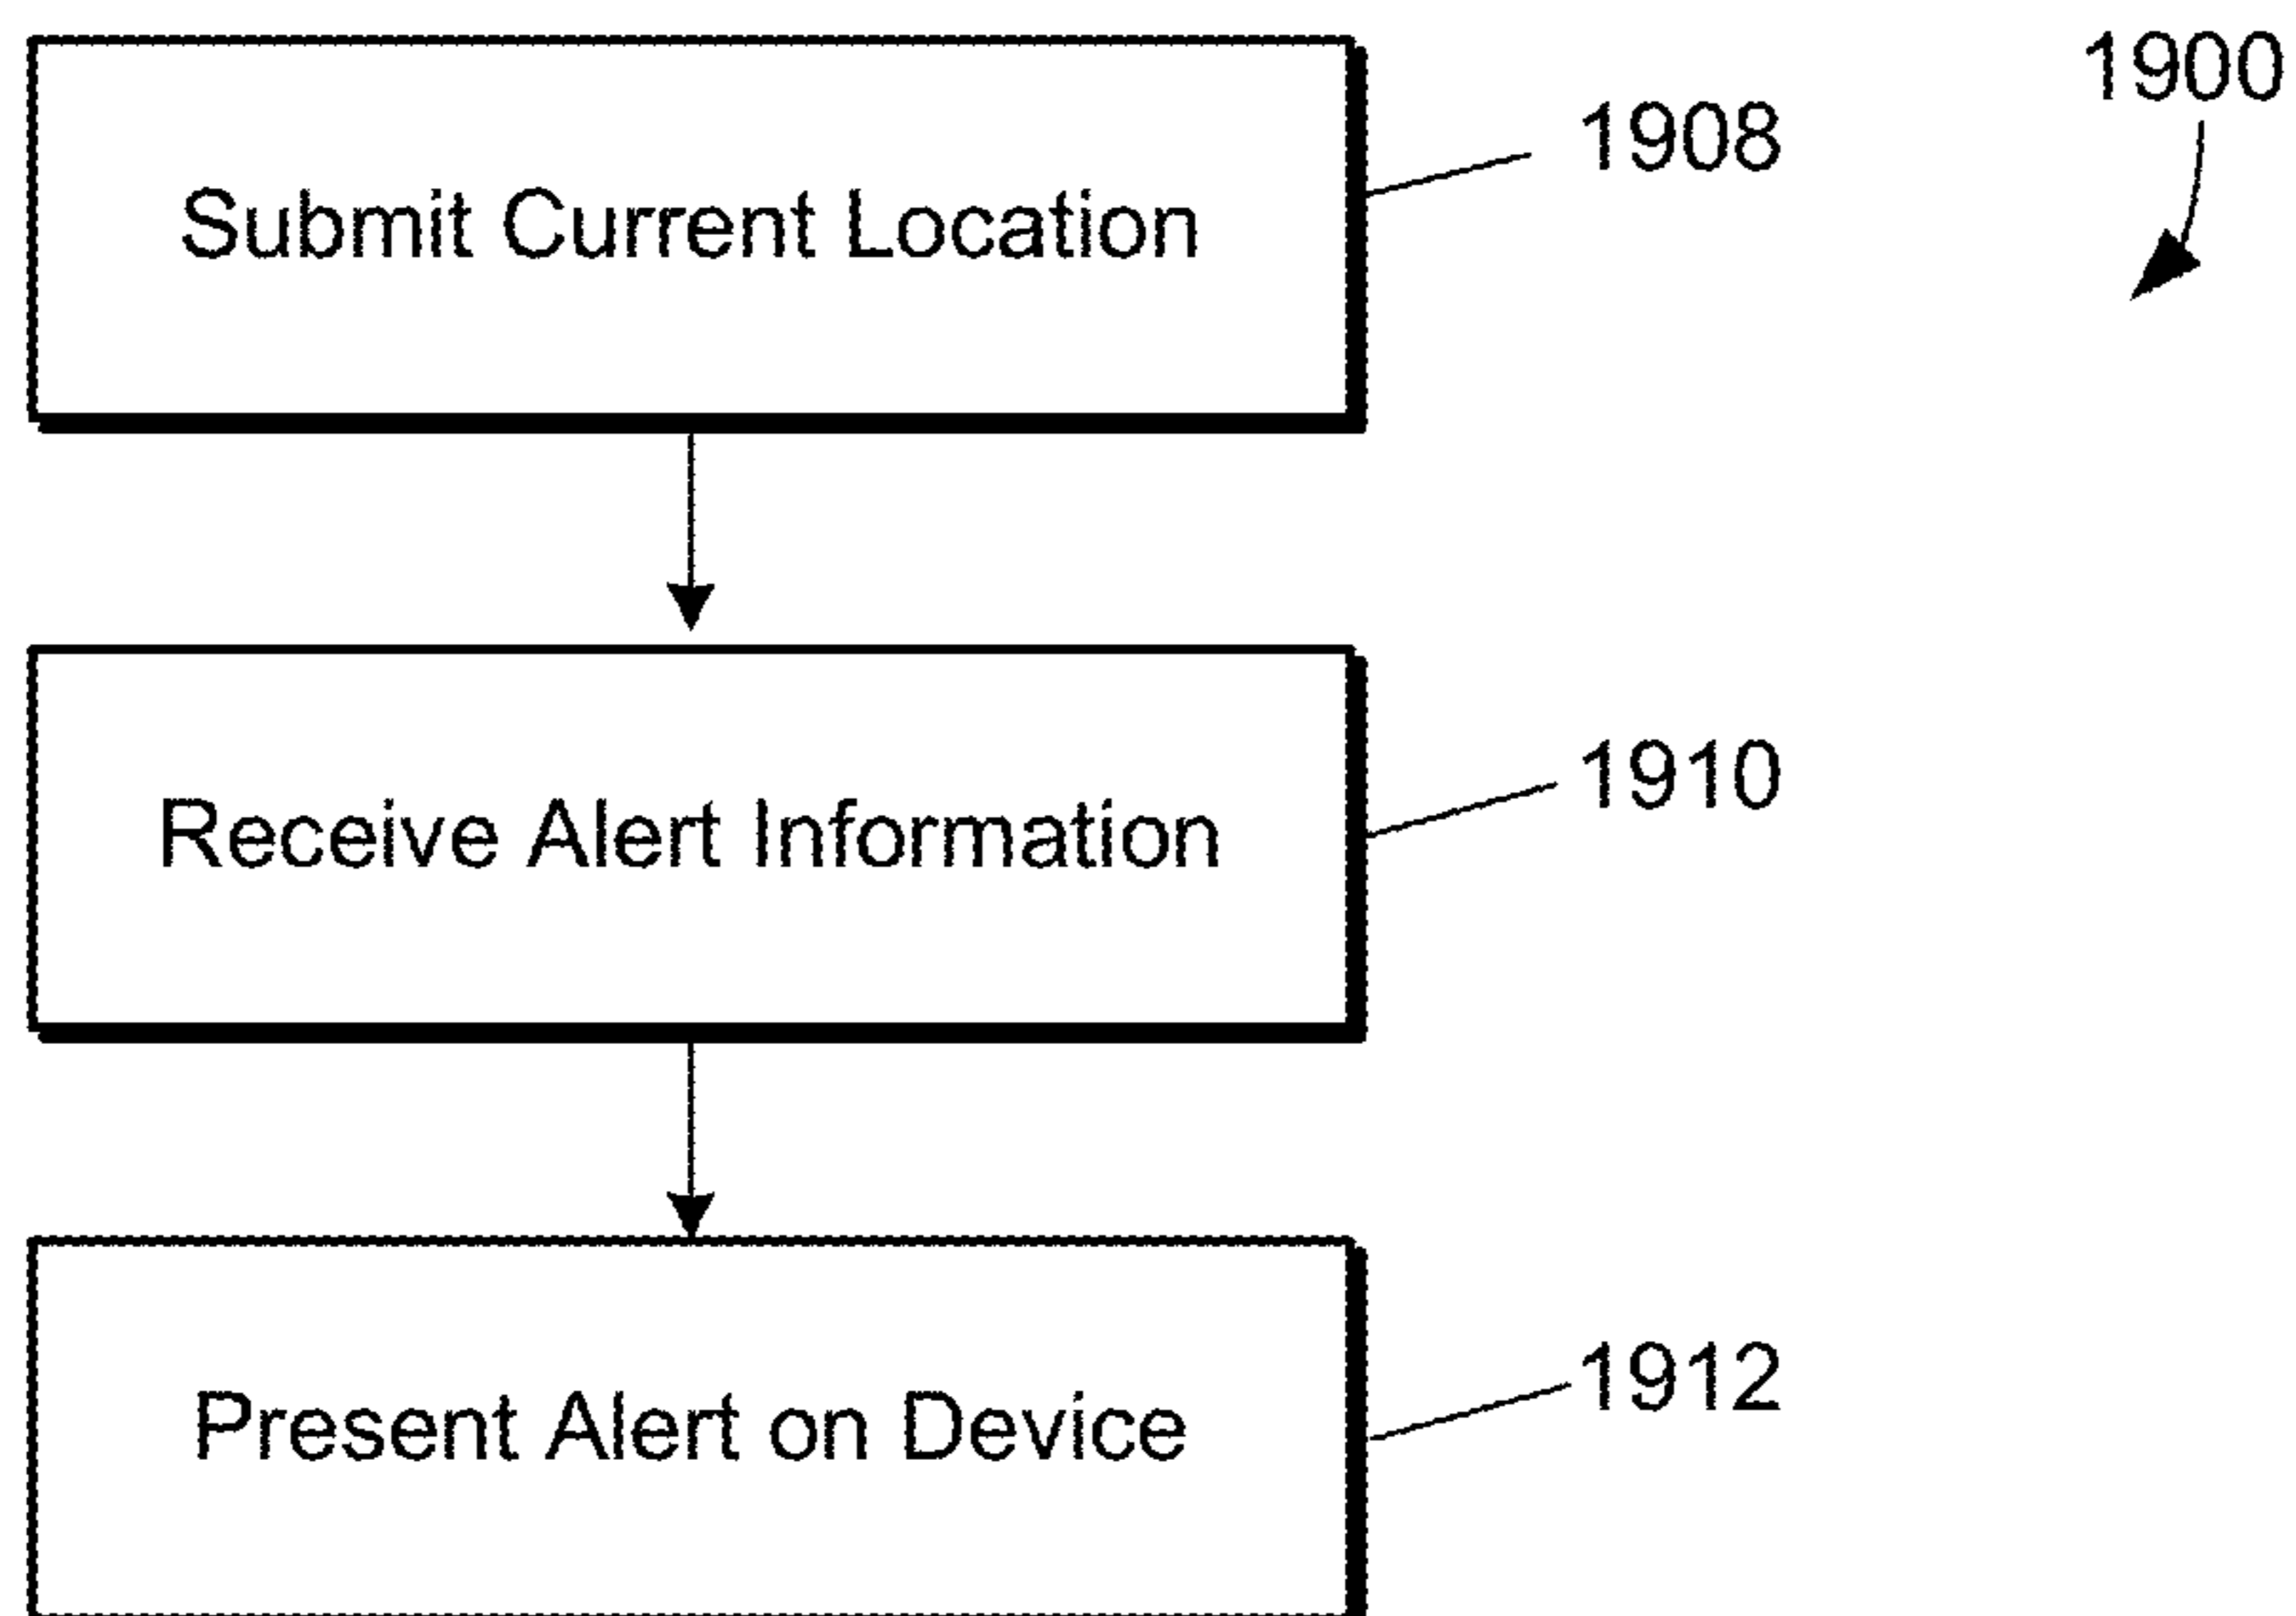 1900
1908
Submit Current Location
1910
Receive Alert Information
1912
Present Alert on Device